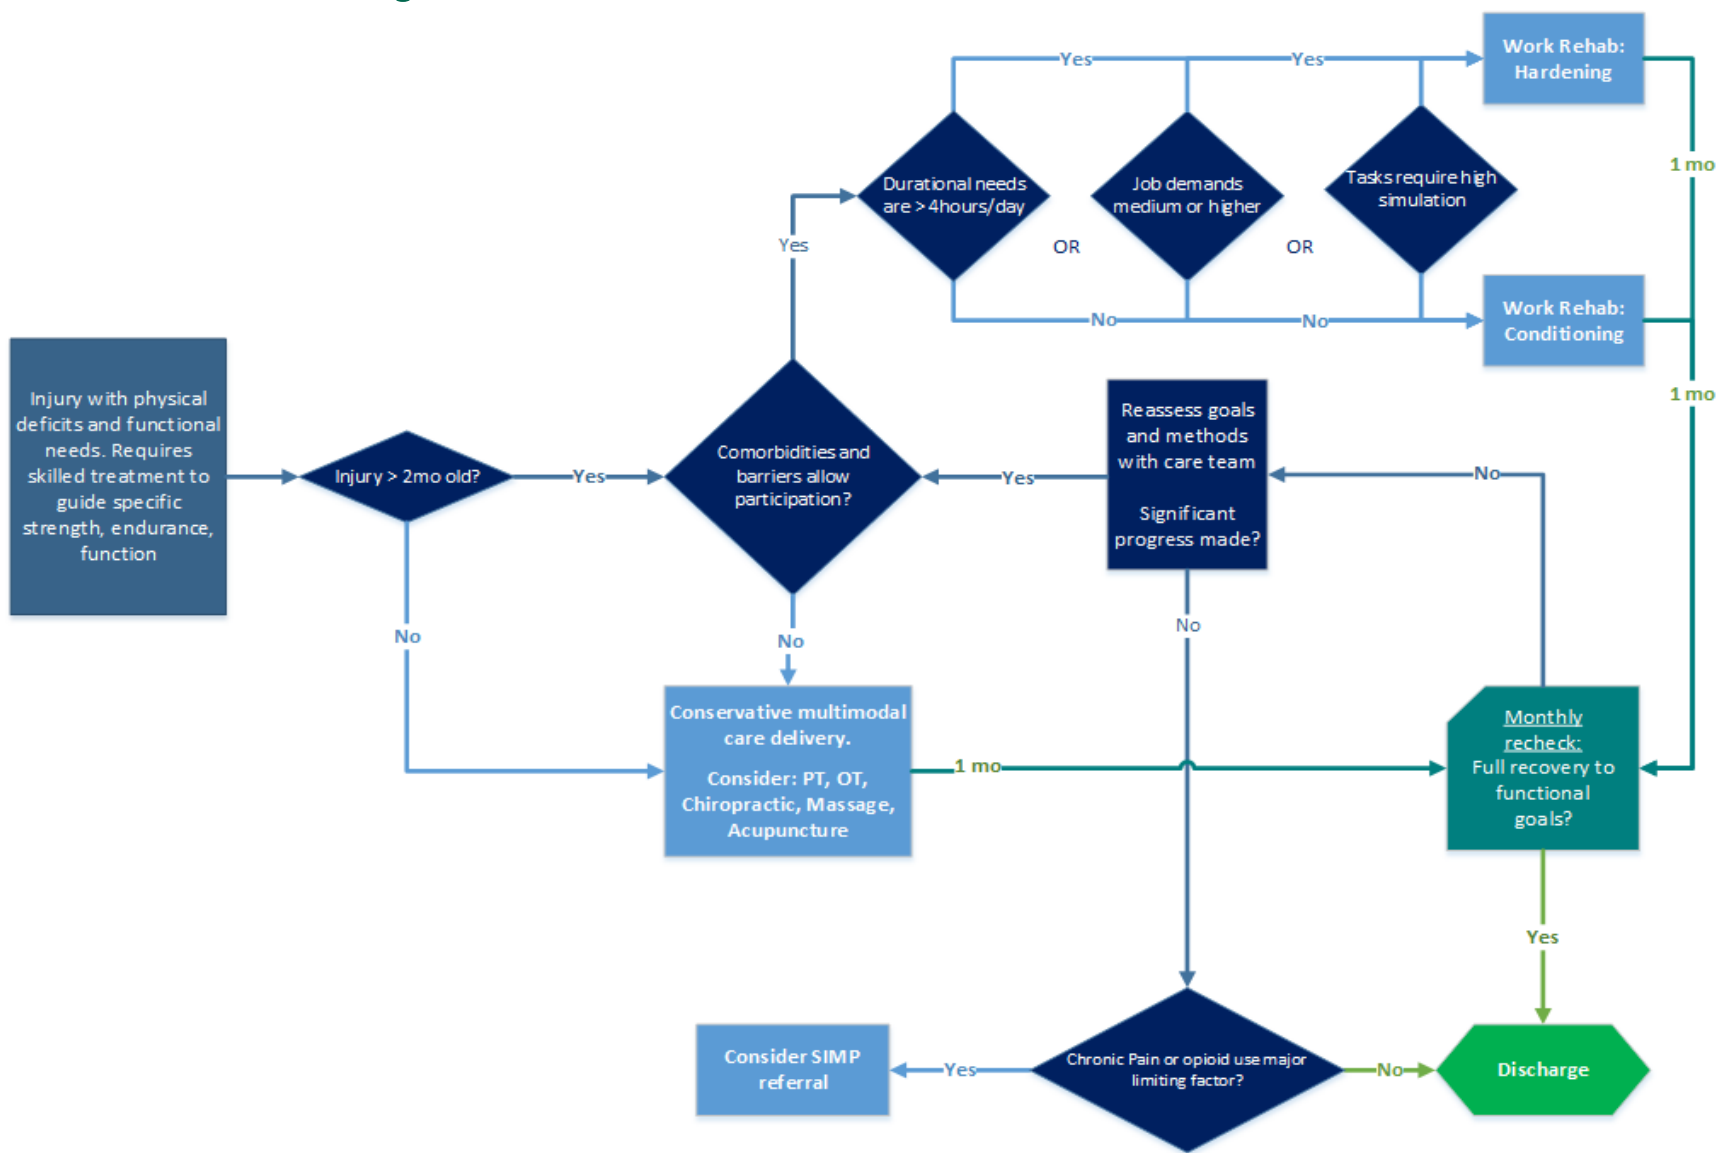 Yes
Yes
Work Rehab:
Hardening
1 mo
Durational needs
are >4hours/day
Job demands
medium or higher
Tasks require high
simulation
Yes
OR
OR
No
No
Work Rehab:
Conditioning
1 mo
Injury with physical
deficits and functional
needs. Requires
skilled treatment to
guide specific
strength, endurance,
function
Injury > 2mo old?
Yes
Comorbidities and
barriers allow
participation?
Yes
Reassess goals
and methods
with care team
Significant
progress made?
No
No
No
No
Conservative multimodal
care delivery.
Consider: PT, OT,
Chiropractic, Massage,
Acupuncture
1 mo
Monthly
recheck:
Full recovery to
functional
goals?
Yes
Consider SIMP
referral
Yes
Chronic Pain or opioid use major
limiting factor?
No
Discharge